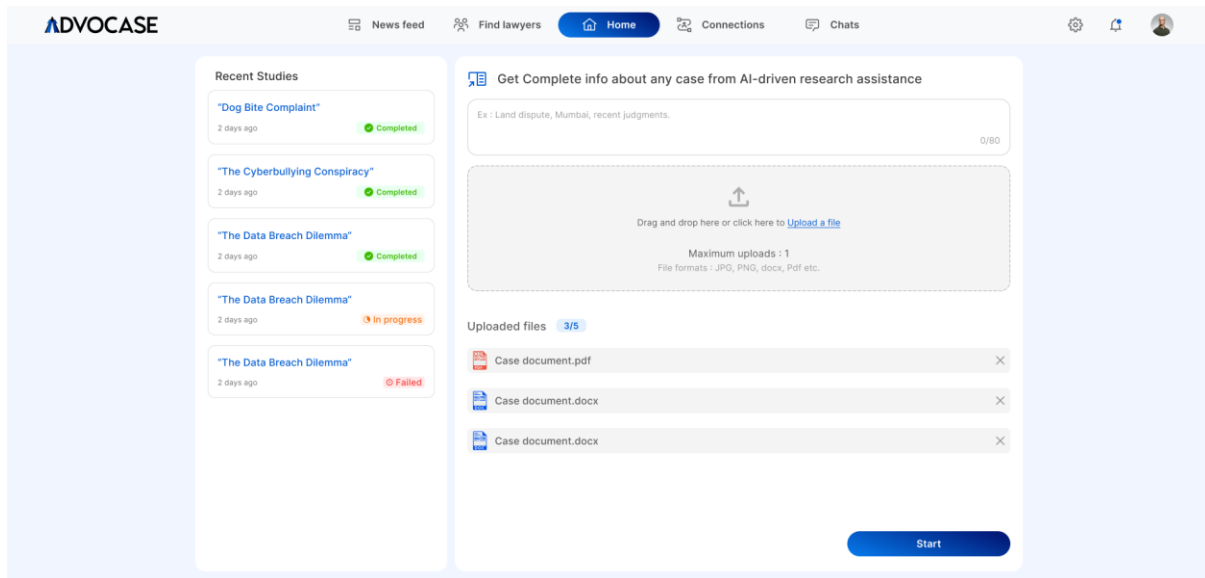 ADVOCASE
News feed
Find lawyers
Home
Connections
Chats
Recent Studies
"Dog Bite Complaint"
2 days ago
Completed
"The Cyberbullying Conspiracy"
2 days ago
Completed
"The Data Breach Dilemma"
2 days ago
Completed
"The Data Breach Dilemma"
2 days ago
In progress
"The Data Breach Dilemma"
2 days ago
Failed
Get Complete info about any case from AI-driven research assistance
Ex : Land dispute, Mumbai, recent judgments.
0/80
Drag and drop here or click here to Upload a file
Maximum uploads : 1
File formats : JPG, PNG, docx, Pdf etc.
Uploaded files 3/5
PDF
Case document.pdf
DOC
Case document.docx
DOC
Case document.docx
Start